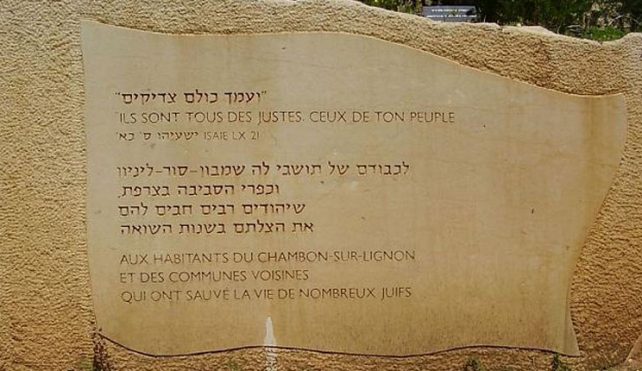 "ועמך כולם צדיקים"
"ILS SONT TOUS DES JUSTES, CEUX DE TON PEUPLE
ישעיהו ס' כא' ISAIE LX 21
לכבודם של תושבי לה שמבון-סור-ליניון
וכפרי הסביבה בצרפת,
שיהודים רבים חבים להם
את הצלתם בשנות השואה
AUX HABITANTS DU CHAMBON-SUR-LIGNON
ET DES COMMUNES VOISINES
QUI ONT SAUVÉ LA VIE DE NOMBREUX JUIFS